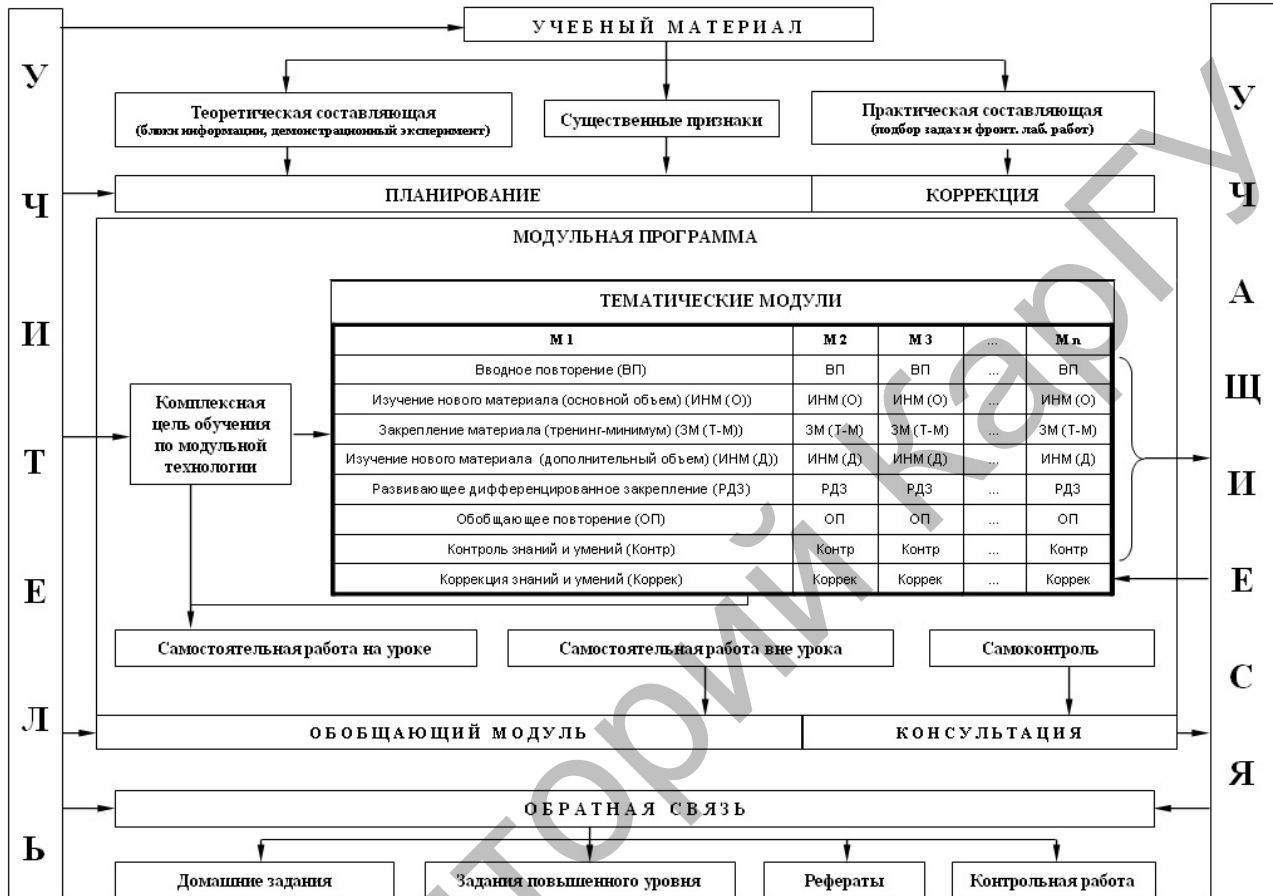 УЧИТЕЛЬ
УЧЕБНЫЙ МАТЕРИАЛ
УЧАЩИЕСЯ
Теоретическая составляющая
(блоки информации, демонстрационный эксперимент)
Существенные признаки
Практическая составляющая
(подбор задач и фронт. лаб. работ)
ПЛАНИРОВАНИЕ
КОРРЕКЦИЯ
МОДУЛЬНАЯ ПРОГРАММА
Комплексная
цель обучения
по модульной
технологии
ТЕМАТИЧЕСКИЕ МОДУЛИ
М 1 М 2 М 3 ... М n
Вводное повторение (ВП) ВП ВП ... ВП
Изучение нового материала (основной объем) (ИНМ (О)) ИНМ (О) ИНМ (О) ... ИНМ (О)
Закрепление материала (тренинг-минимум) (ЗМ (Т-М)) ЗМ (Т-М) ЗМ (Т-М) ... ЗМ (Т-М)
Изучение нового материала (дополнительный объем) (ИНМ (Д)) ИНМ (Д) ИНМ (Д) ... ИНМ (Д)
Развивающее дифференцированное закрепление (РДЗ) РДЗ РДЗ ... РДЗ
Обобщающее повторение (ОП) ОП ОП ... ОП
Контроль знаний и умений (Контр) Контр Контр ... Контр
Коррекция знаний и умений (Коррек) Коррек Коррек ... Коррек
Самостоятельная работа на уроке
Самостоятельная работа вне урока
Самоконтроль
ОБОБЩАЮЩИЙ МОДУЛЬ
КОНСУЛЬТАЦИЯ
ОБРАТНАЯ СВЯЗЬ
Домашние задания
Задания повышенного уровня
Рефераты
Контрольная работа
КарГУ